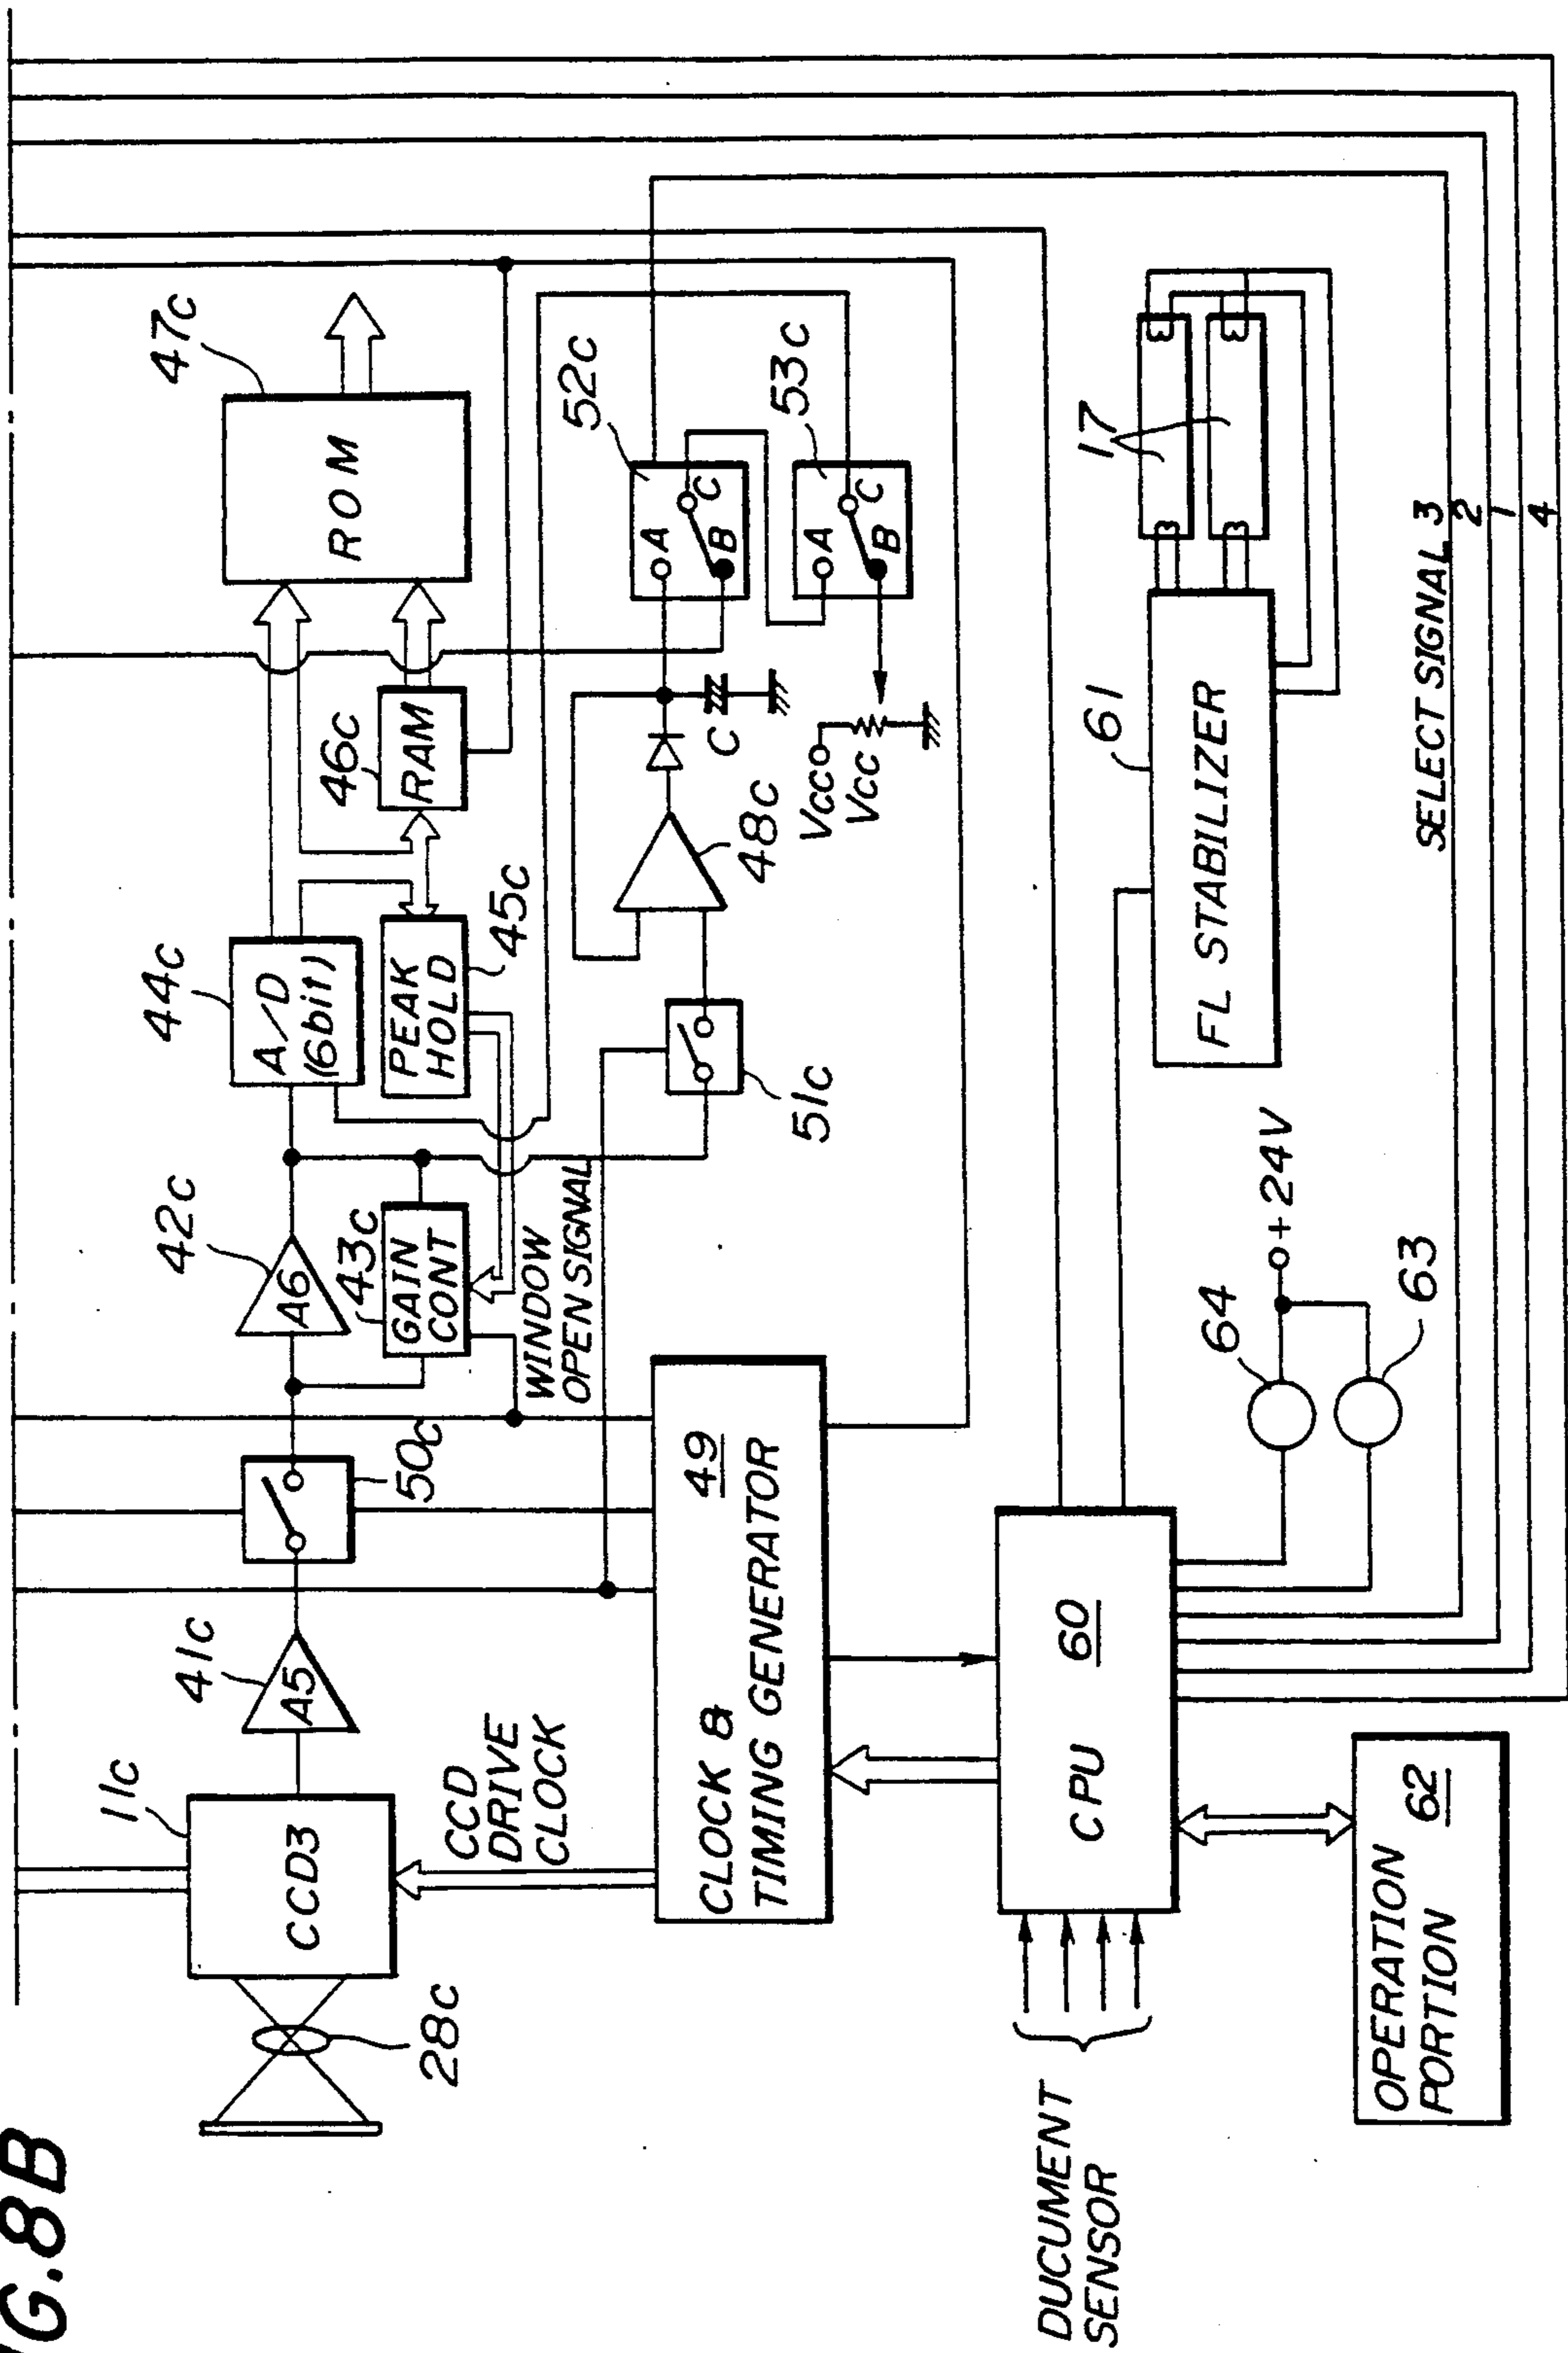 G.8B
11c
CCD3
28c
41c
A5
50c
42c
A6
43c
GAIN
CONT
44c
A/D
(6bit)
PEAK
HOLD
45c
46c
RAM
47c
ROM
CCD
DRIVE
CLOCK
WINDOW
OPEN SIGNAL
51c
48c
C
Vcc
Vcc
52c
A
B
C
53c
A
B
C
49
CLOCK &
TIMING GENERATOR
60
CPU
DUCUMENT
SENSOR
OPERATION
PORTION
62
64
+24V
63
61
FL STABILIZER
17
SELECT SIGNAL 3
2
1
4